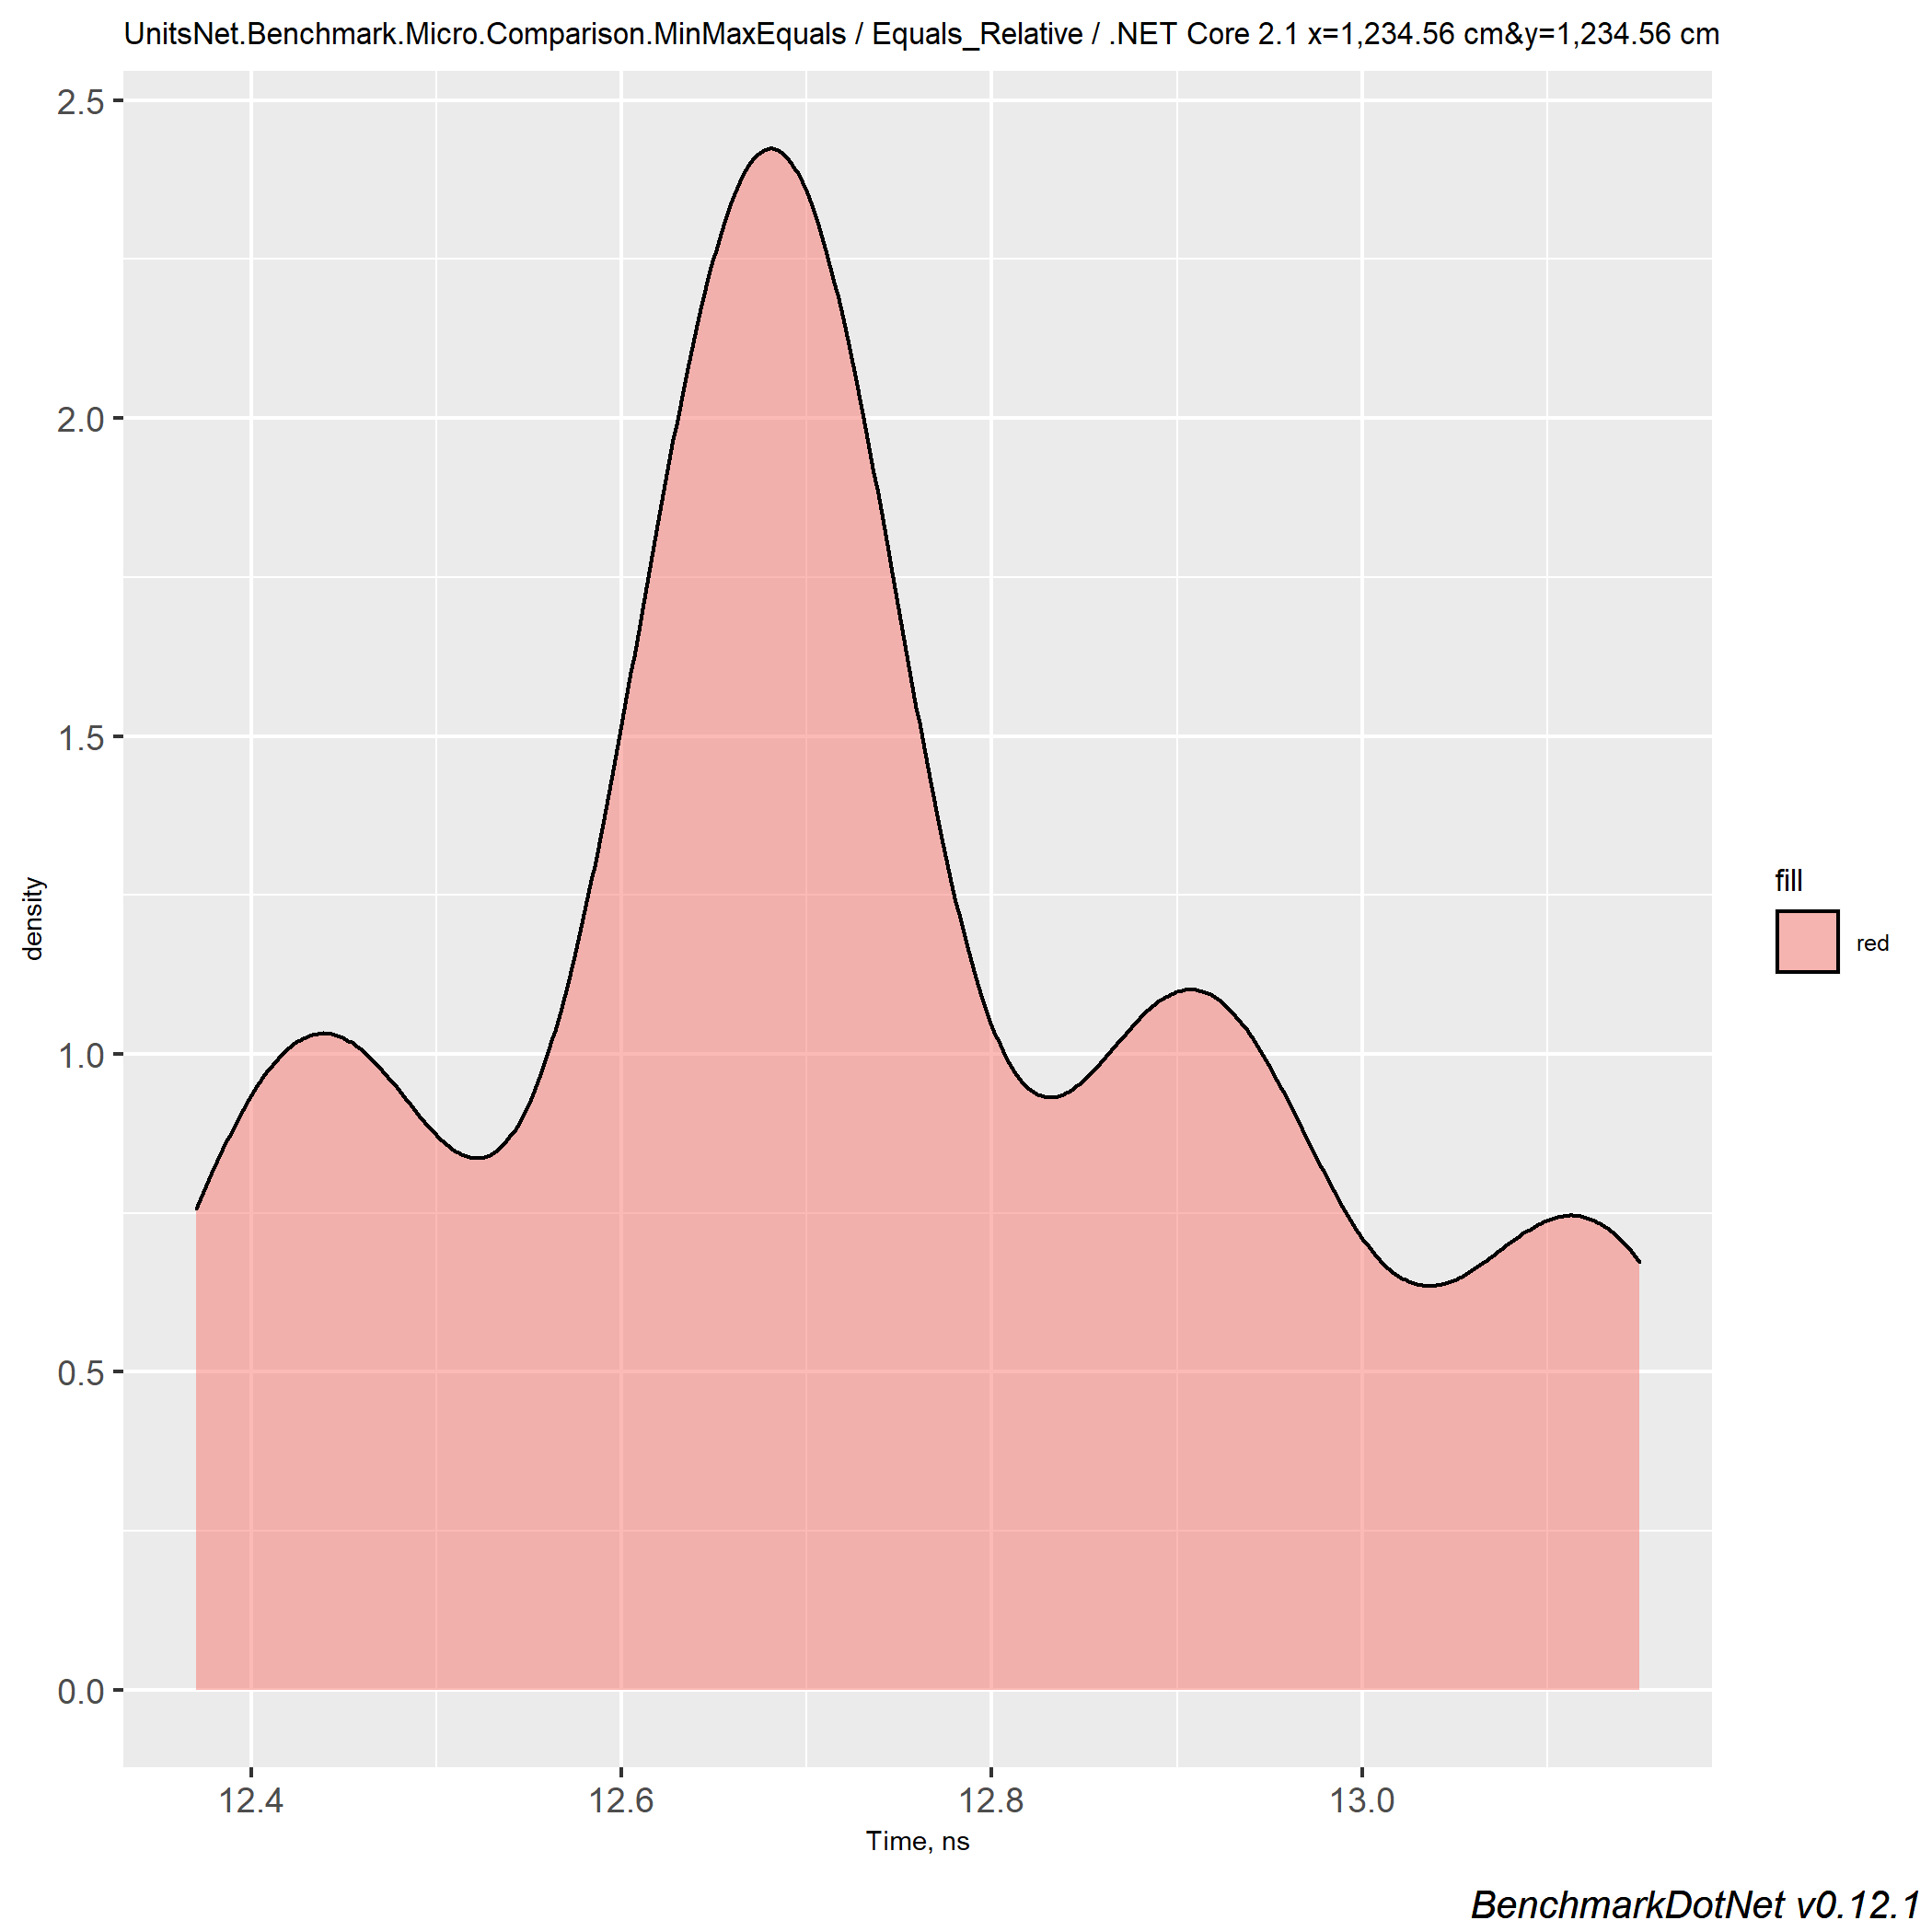 UnitsNet.Benchmark.Micro.Comparison.MinMaxEquals / Equals_Relative / .NET Core 2.1 x=1,234.56 cm&y=1,234.56 cm
2.5
2.0
1.5
1.0
0.5
0.0
density
12.4 12.6 12.8 13.0
Time, ns
fill
red
BenchmarkDotNet v0.12.1